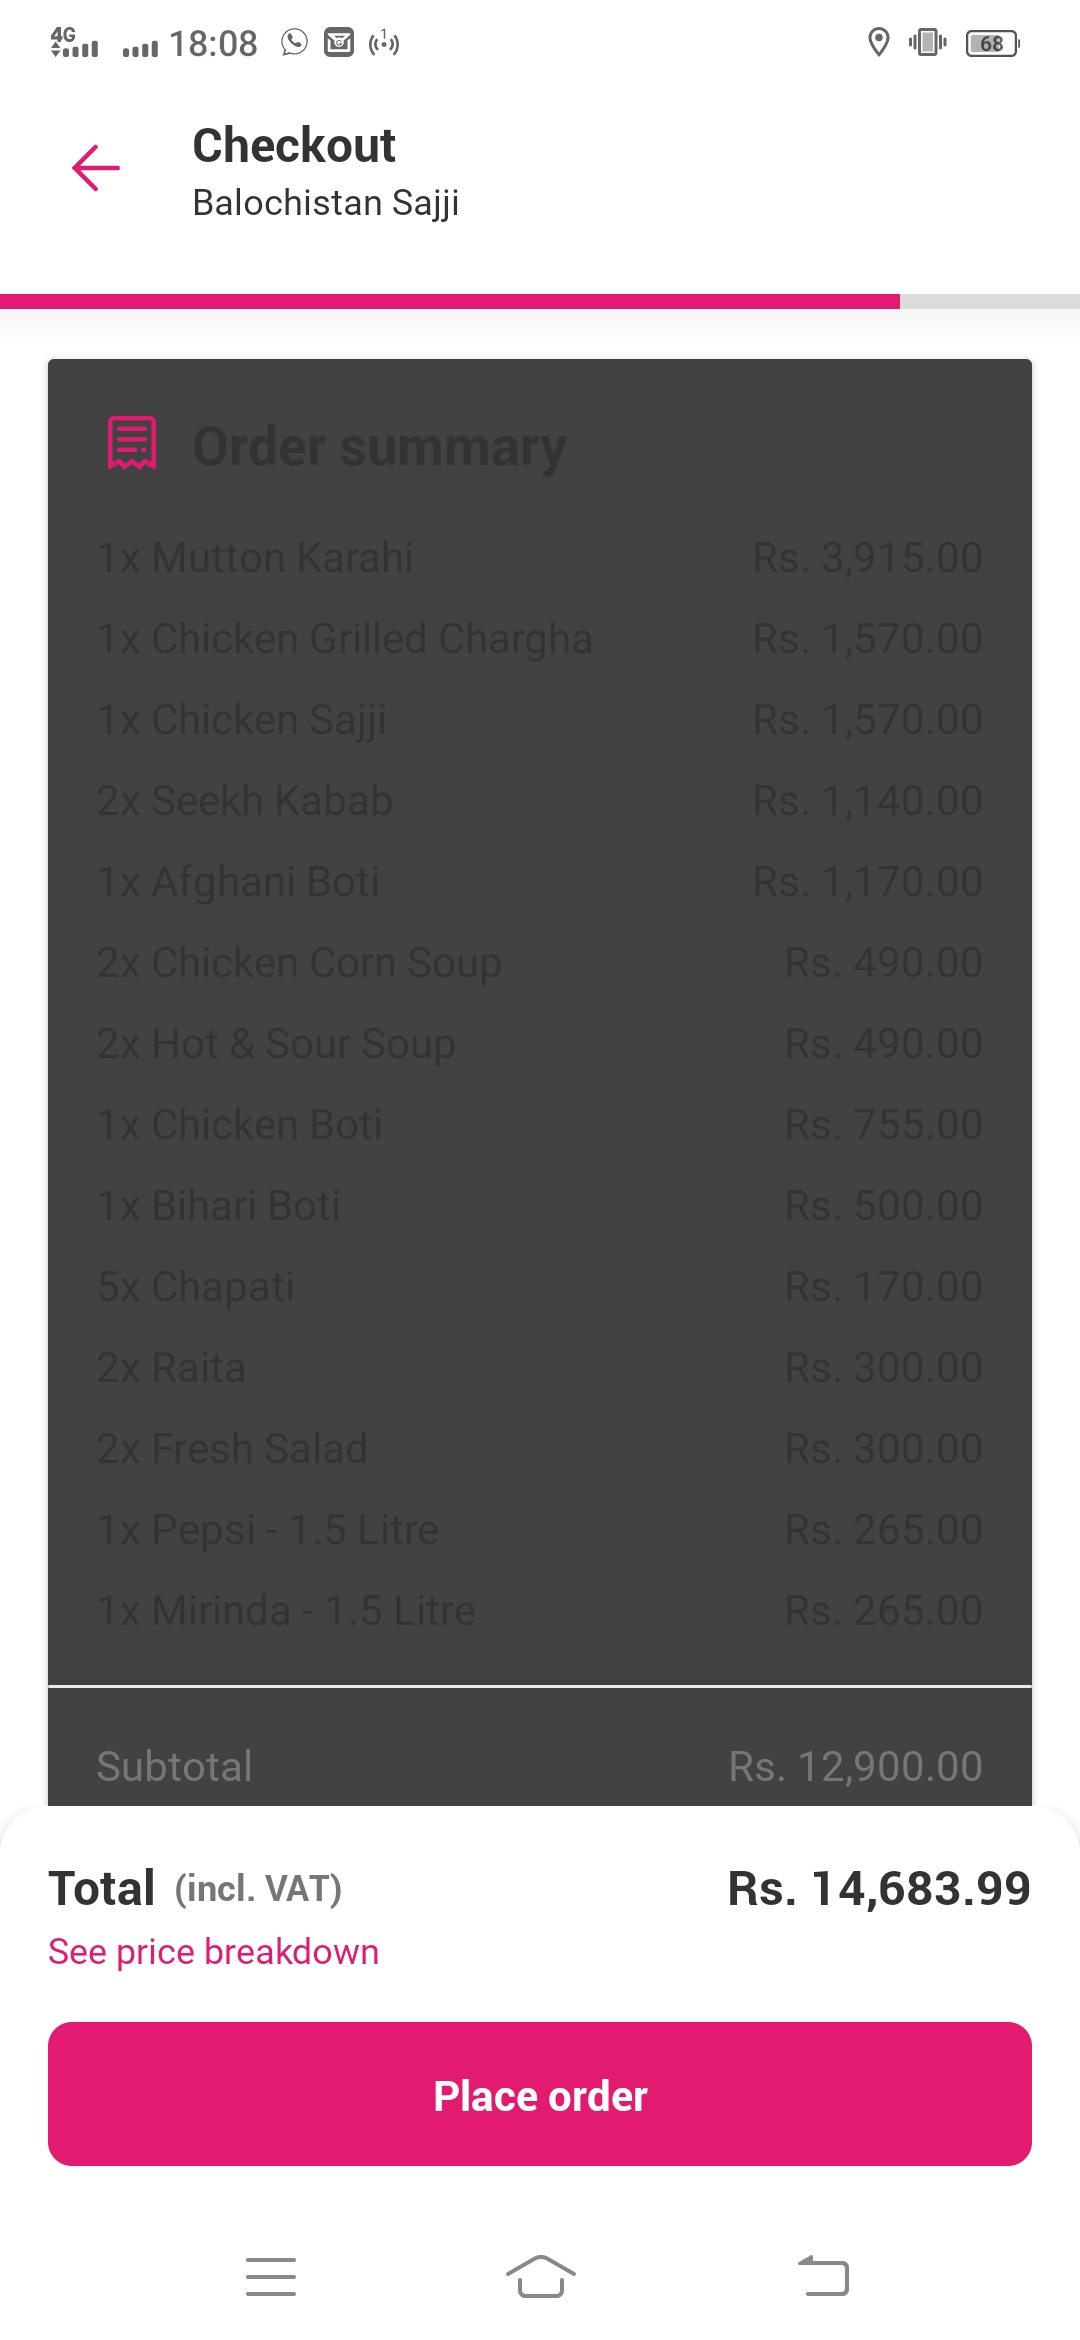 4G 18:08 68
Checkout
Balochistan Sajji
Order summary
1x Mutton Karahi Rs. 3,915.00
1x Chicken Grilled Chargha Rs. 1,570.00
1x Chicken Sajji Rs. 1,570.00
2x Seekh Kabab Rs. 1,140.00
1x Afghani Boti Rs. 1,170.00
2x Chicken Corn Soup Rs. 490.00
2x Hot & Sour Soup Rs. 490.00
1x Chicken Boti Rs. 755.00
1x Bihari Boti Rs. 500.00
5x Chapati Rs. 170.00
2x Raita Rs. 300.00
2x Fresh Salad Rs. 300.00
1x Pepsi - 1.5 Litre Rs. 265.00
1x Mirinda - 1.5 Litre Rs. 265.00
Subtotal Rs. 12,900.00
Total (incl. VAT) Rs. 14,683.99
See price breakdown
Place order